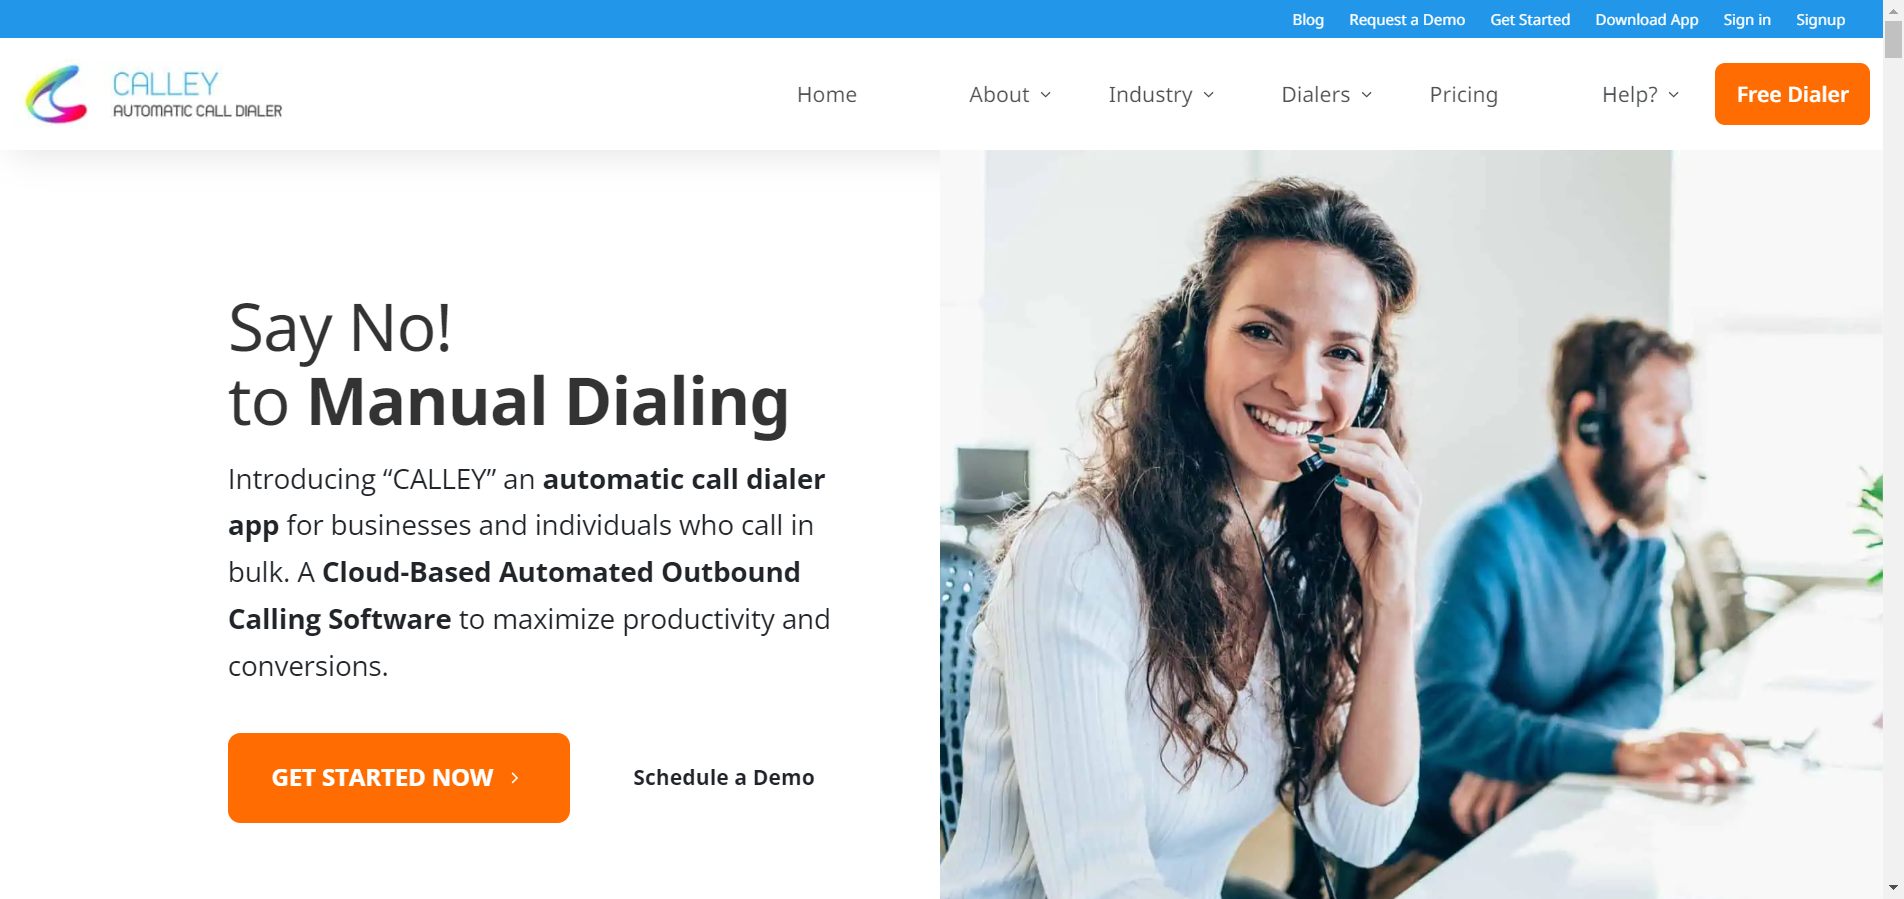 Blog Request a Demo Get Started Download App Sign in Signup
CALLEY
AUTOMATIC CALL DIALER
Home About Industry Dialers Pricing Help? Free Dialer
Say No!
to Manual Dialing
Introducing “CALLEY” an automatic call dialer
app for businesses and individuals who call in
bulk. A Cloud-Based Automated Outbound
Calling Software to maximize productivity and
conversions.
GET STARTED NOW
Schedule a Demo